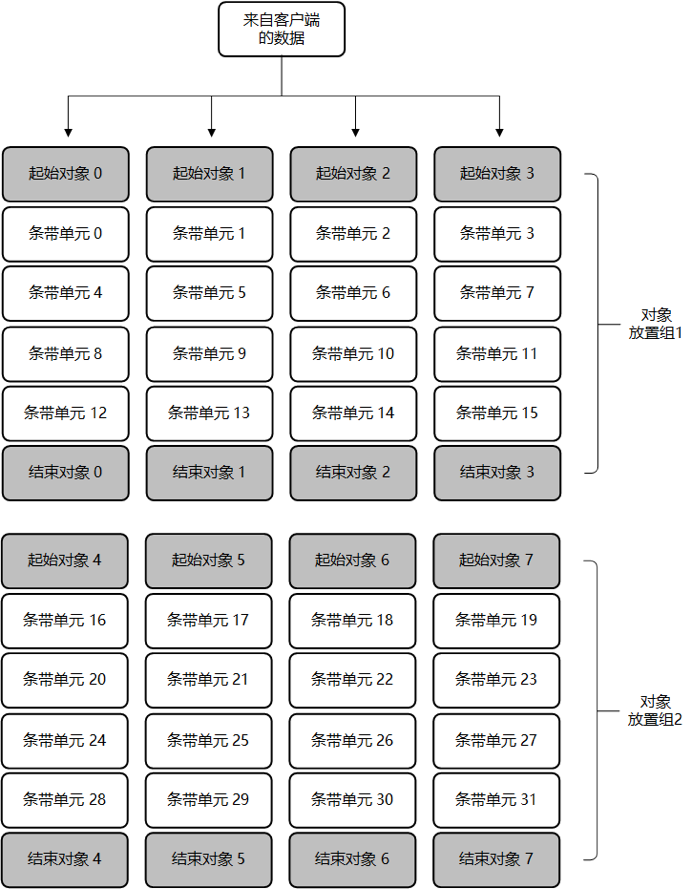 来自客户端
的数据
起始对象 0
起始对象 1
起始对象 2
起始对象 3
条带单元 0
条带单元 1
条带单元 2
条带单元 3
条带单元 4
条带单元 5
条带单元 6
条带单元 7
对象
放置组1
条带单元 8
条带单元 9
条带单元 10
条带单元 11
条带单元 12
条带单元 13
条带单元 14
条带单元 15
结束对象 0
结束对象 1
结束对象 2
结束对象 3
起始对象 4
起始对象 5
起始对象 6
起始对象 7
条带单元 16
条带单元 17
条带单元 18
条带单元 19
条带单元 20
条带单元 21
条带单元 22
条带单元 23
对象
放置组2
条带单元 24
条带单元 25
条带单元 26
条带单元 27
条带单元 28
条带单元 29
条带单元 30
条带单元 31
结束对象 4
结束对象 5
结束对象 6
结束对象 7